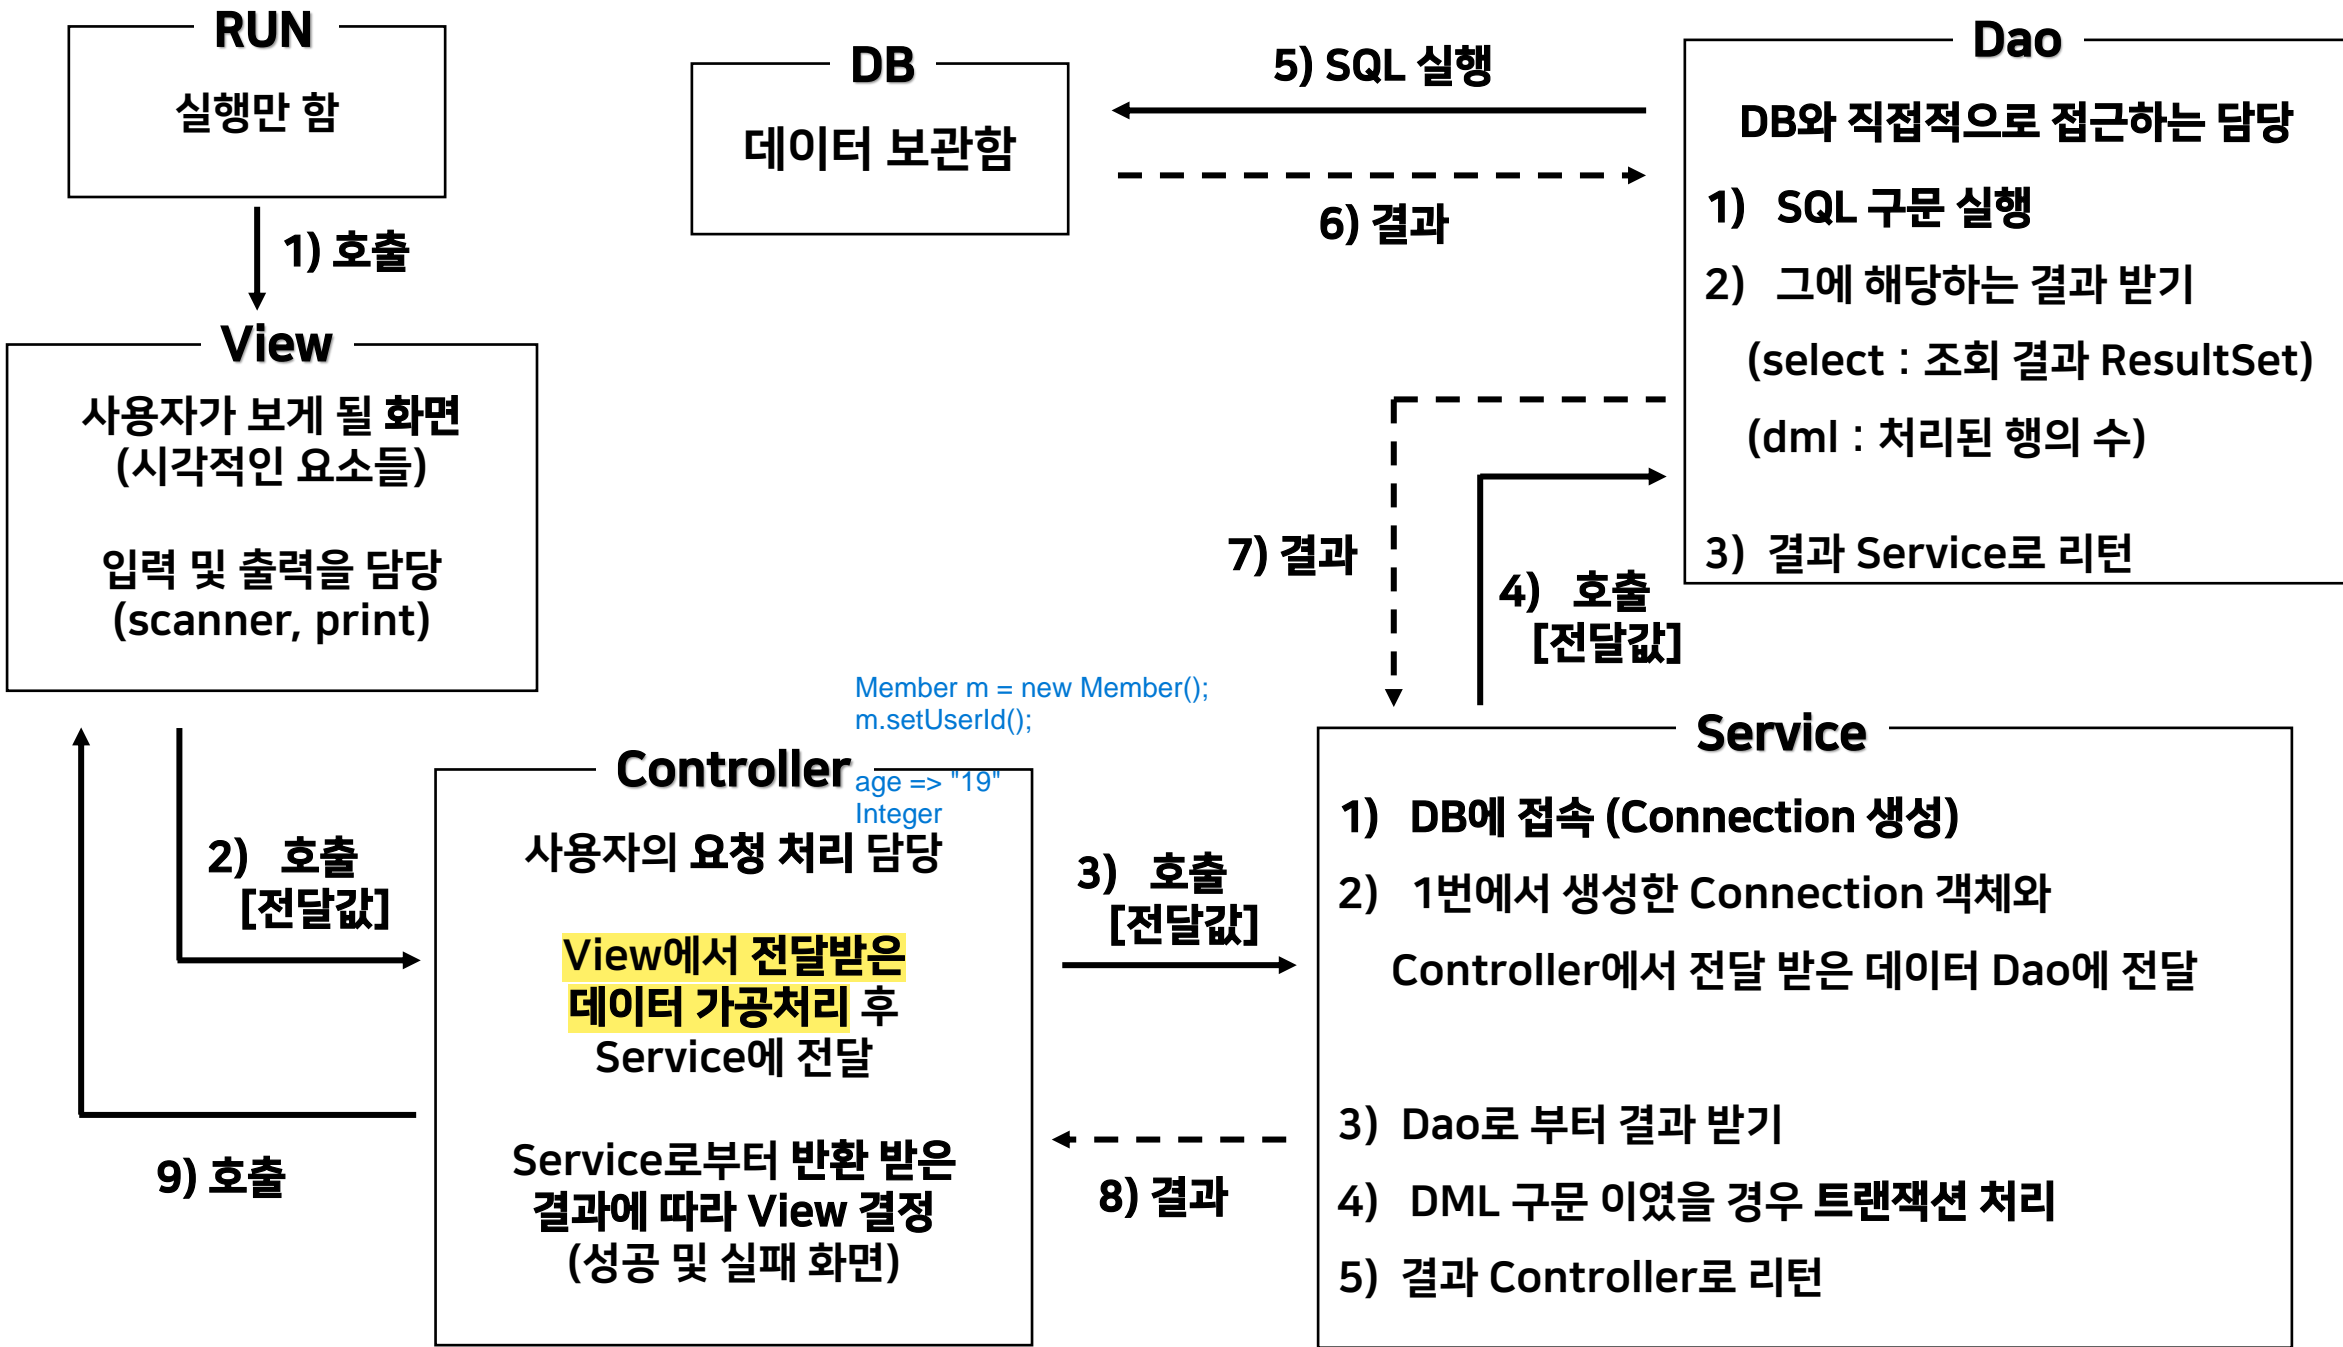 RUN
실행만 함
1) 호출
View
사용자가 보게 될 화면
(시각적인 요소들)
입력 및 출력을 담당
(scanner, print)
DB
데이터 보관함
5) SQL 실행
6) 결과
Dao
DB와 직접적으로 접근하는 담당
1) SQL 구문 실행
2) 그에 해당하는 결과 받기
(select : 조회 결과 ResultSet)
(dml : 처리된 행의 수)
3) 결과 Service로 리턴
7) 결과
4) 호출
[전달값]
2) 호출
[전달값]
9) 호출
Member m = new Member();
m.setUserId();
age => "19"
Integer
Controller
사용자의 요청 처리 담당
View에서 전달받은
데이터 가공처리 후
Service에 전달
Service로부터 반환 받은
결과에 따라 View 결정
(성공 및 실패 화면)
3) 호출
[전달값]
8) 결과
Service
1) DB에 접속 (Connection 생성)
2) 1번에서 생성한 Connection 객체와
Controller에서 전달 받은 데이터 Dao에 전달
3) Dao로 부터 결과 받기
4) DML 구문 이였을 경우 트랜잭션 처리
5) 결과 Controller로 리턴